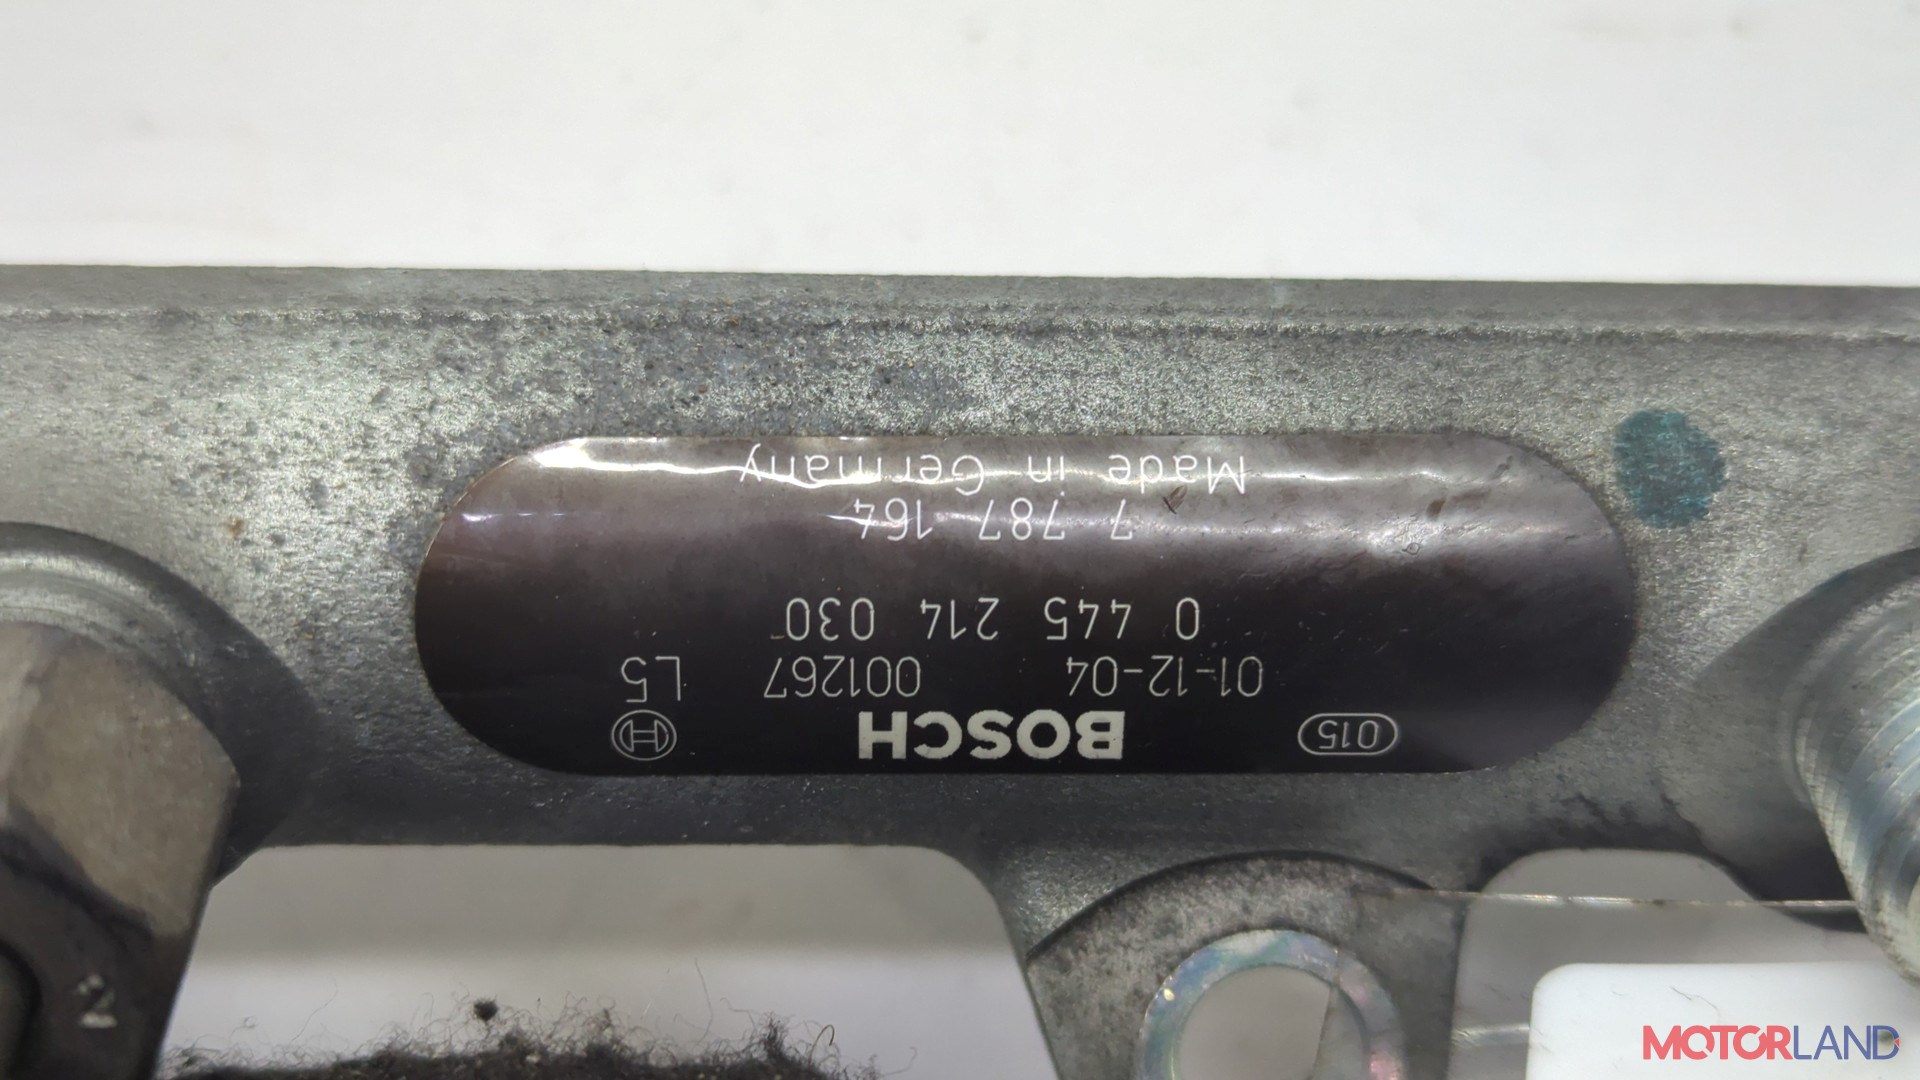 015 BOSCH
01-12-04 001267 L5
0 445 214 030
7 787 164
Made in Germany
2
MOTORLAND